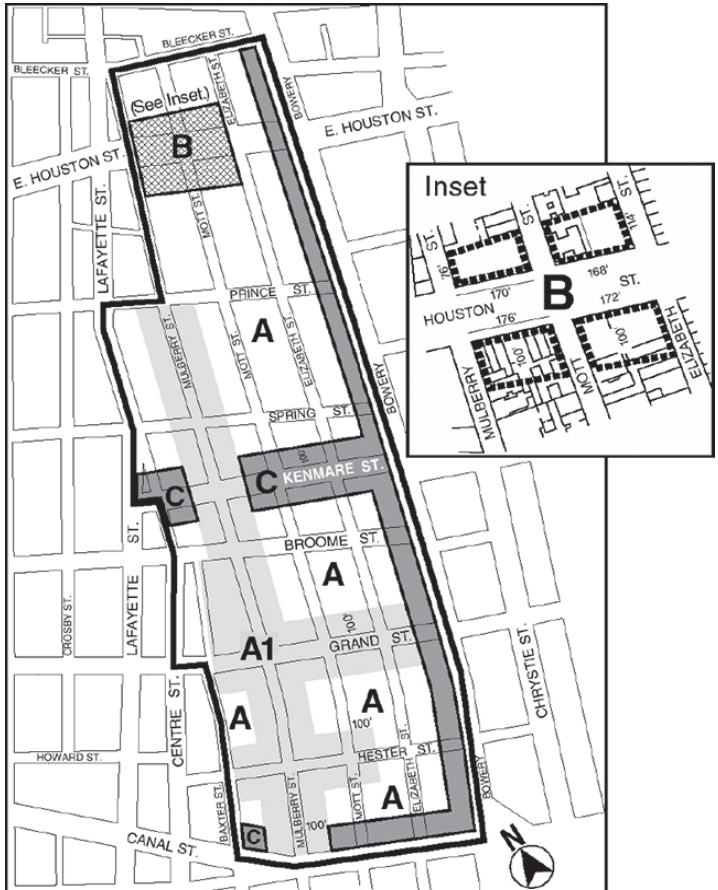 BLEECKER ST.
BLEECKER ST.
ELIZABETH ST.
BOWERY
(See Inset.)
E. HOUSTON ST.
B
E. HOUSTON ST.
MOTT ST.
LAFAYETTE ST.
PRINCE ST.
MULBERRY ST.
MOTT ST.
A
ELIZABETH ST.
BOWERY
SPRING ST.
100'
C
C
KENMARE ST.
BROOME ST.
A
LAFAYETTE ST.
CROSBY ST.
100'
A1
GRAND ST.
CHRYSTIE ST.
A
A
CENTRE ST.
100'
HESTER ST.
HOWARD ST.
BAXTER ST.
MULBERRY ST.
MOTT ST.
ELIZABETH ST.
A
BOWERY
C
100'
CANAL ST.
N
Inset
ST.
ST.
ST.
76'
74'
170'
168'
B
HOUSTON ST.
176'
172'
100'
100'
MULBERRY
MOTT
ELIZABETH